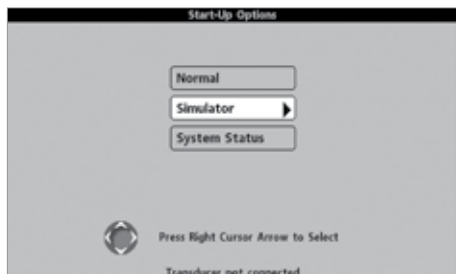 Start-Up Options
Normal
Simulator
System Status
Press Right Cursor Arrow to Select
Transducer not connected